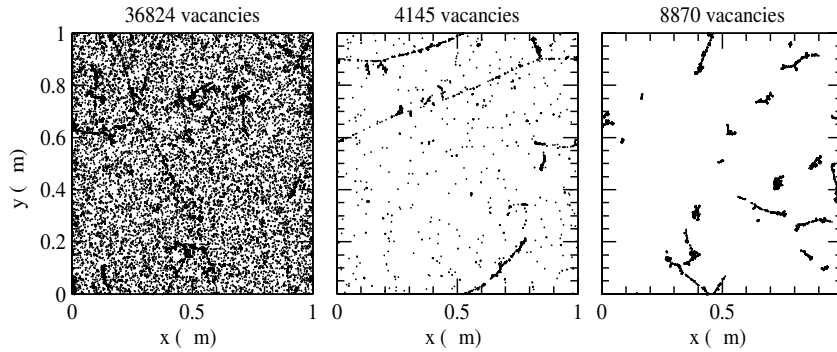 36824 vacancies
4145 vacancies
8870 vacancies
1
0.8
0.6
0.4
0.2
0
y ( m)
0 0.5 1
0 0.5 1
0 0.5
x ( m)
x ( m)
x ( m)